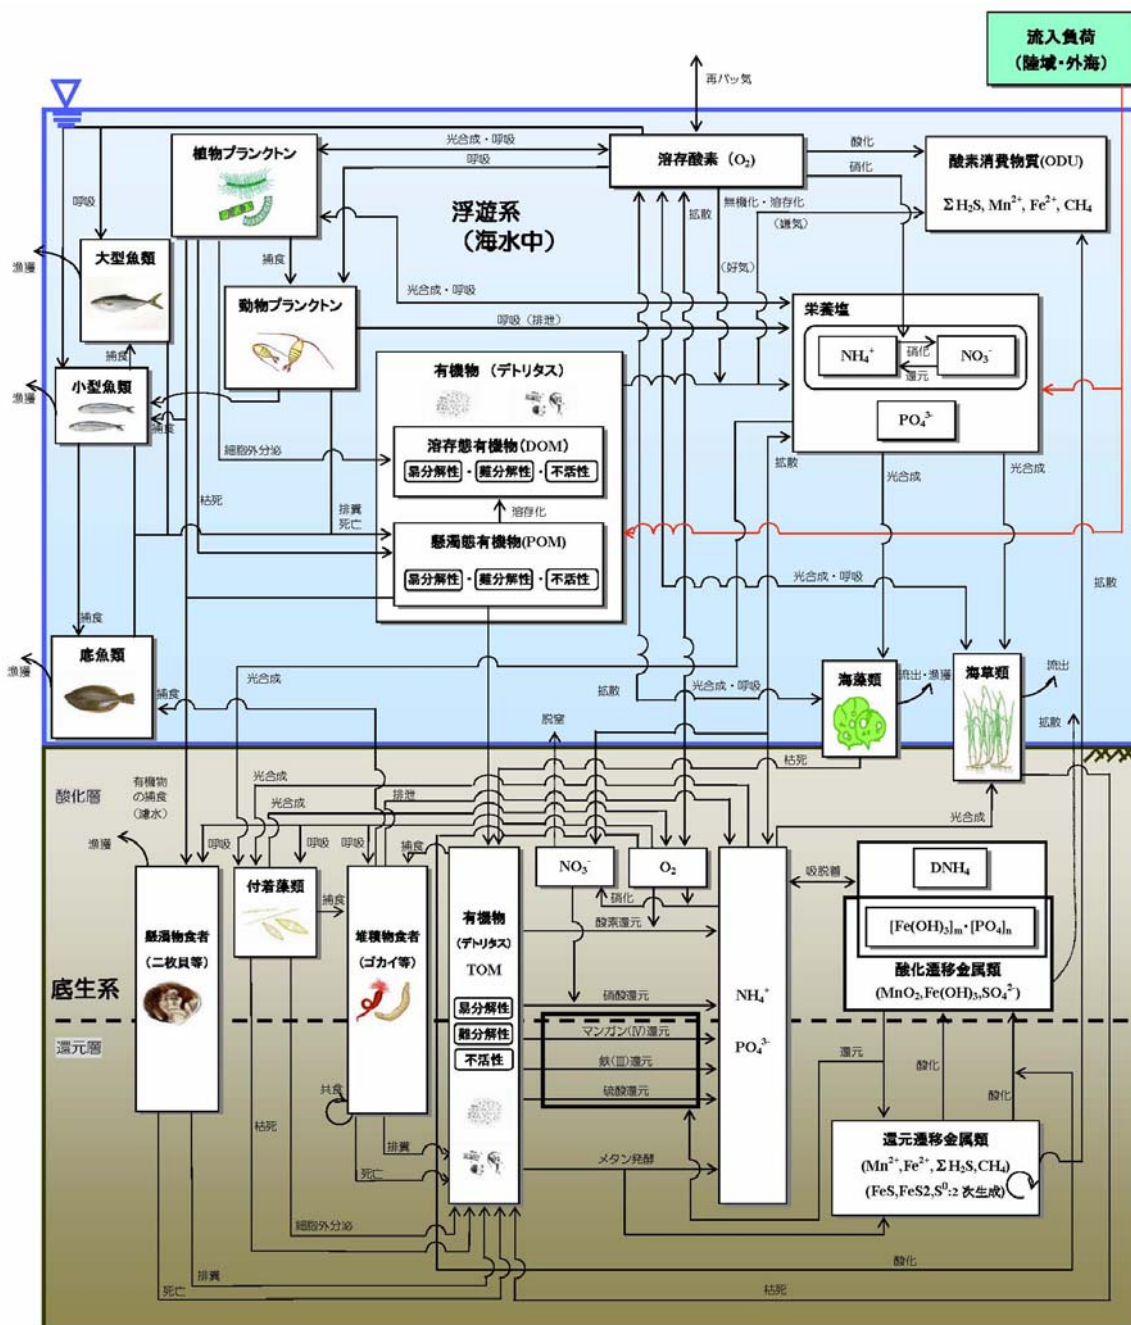 流入負荷
(陸域・外海)
再バッ気
植物プランクトン
光合成・呼吸
呼吸
溶存酸素 (O₂)
酸化
硝化
酸素消費物質(ODU)
ΣH₂S, Mn²⁺, Fe²⁺, CH₄
呼吸
浮遊系
(海水中)
拡散
無機化・溶存化
(嫌気)
(好気)
漁獲
大型魚類
捕食
動物プランクトン
光合成・呼吸
呼吸(排泄)
栄養塩
NH₄⁺
硝化
還元
NO₃⁻
PO₄³⁻
捕食
漁獲
小型魚類
捕食
有機物 (デトリタス)
細胞外分泌
溶存態有機物(DOM)
易分解性・難分解性・不活性
溶存化
拡散
光合成
光合成
枯死
排糞
死亡
懸濁態有機物(POM)
易分解性・難分解性・不活性
光合成・呼吸
拡散
捕食
漁獲
底魚類
捕食
光合成
拡散
光合成・呼吸
海藻類
流出・漁獲
海草類
流出
拡散
脱窒
枯死
酸化層
有機物
の捕食
(濾水)
光合成
光合成
排泄
漁獲
呼吸
呼吸
呼吸
捕食
光合成
懸濁物食者
(二枚貝等)
付着藻類
捕食
堆積物食者
(ゴカイ等)
有機物
(デトリタス)
TOM
易分解性
難分解性
不活性
NO₃⁻
O₂
硝化
酸素還元
硝酸還元
マンガン(Ⅳ)還元
鉄(Ⅲ)還元
硫酸還元
メタン発酵
NH₄⁺
PO₄³⁻
吸脱着
DNH₄
[Fe(OH)₃]m・[PO₄]n
酸化遷移金属類
(MnO₂,Fe(OH)₃,SO₄²⁻)
底生系
還元層
還元
酸化
酸化
共食
枯死
排糞
死亡
還元遷移金属類
(Mn²⁺,Fe²⁺,ΣH₂S,CH₄)
(FeS,FeS2,S⁰:2 次生成)
細胞外分泌
酸化
排糞
死亡
枯死